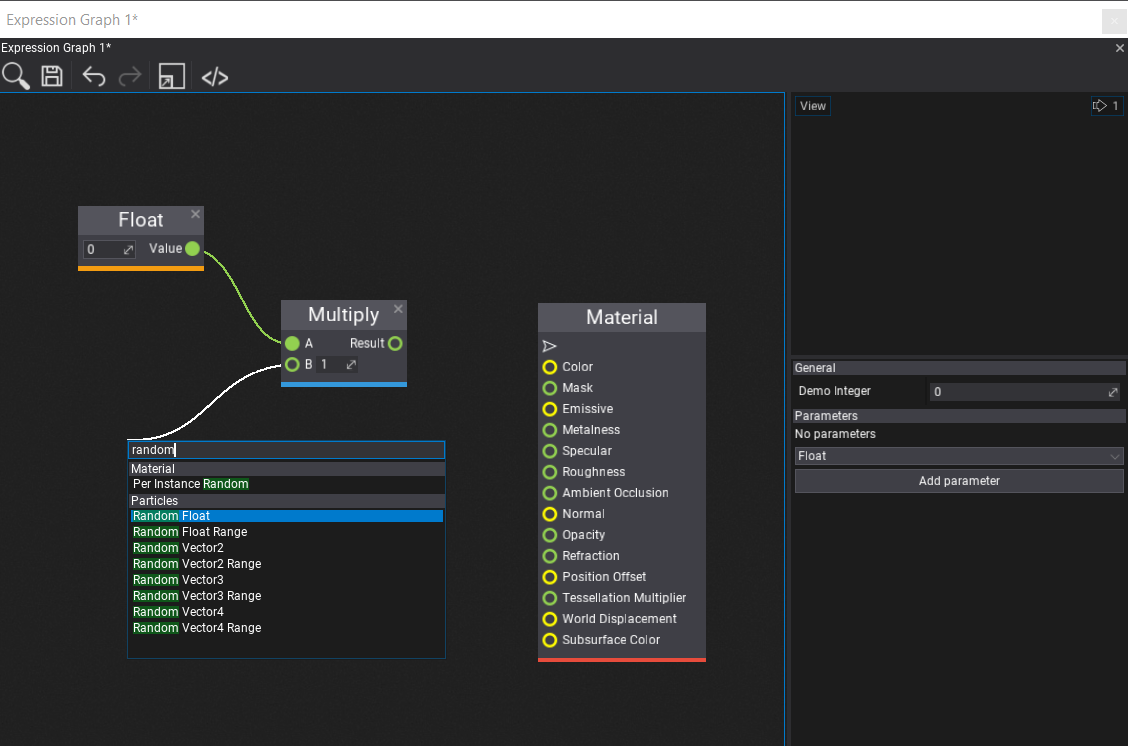 Expression Graph 1*
Expression Graph 1*
View
1
Float
0 Value
Multiply
A Result
B 1
random
Material
Per Instance Random
Particles
Random Float
Random Float Range
Random Vector2
Random Vector2 Range
Random Vector3
Random Vector3 Range
Random Vector4
Random Vector4 Range
Material
Color
Mask
Emissive
Metalness
Specular
Roughness
Ambient Occlusion
Normal
Opacity
Refraction
Position Offset
Tessellation Multiplier
World Displacement
Subsurface Color
General
Demo Integer 0
Parameters
No parameters
Float
Add parameter